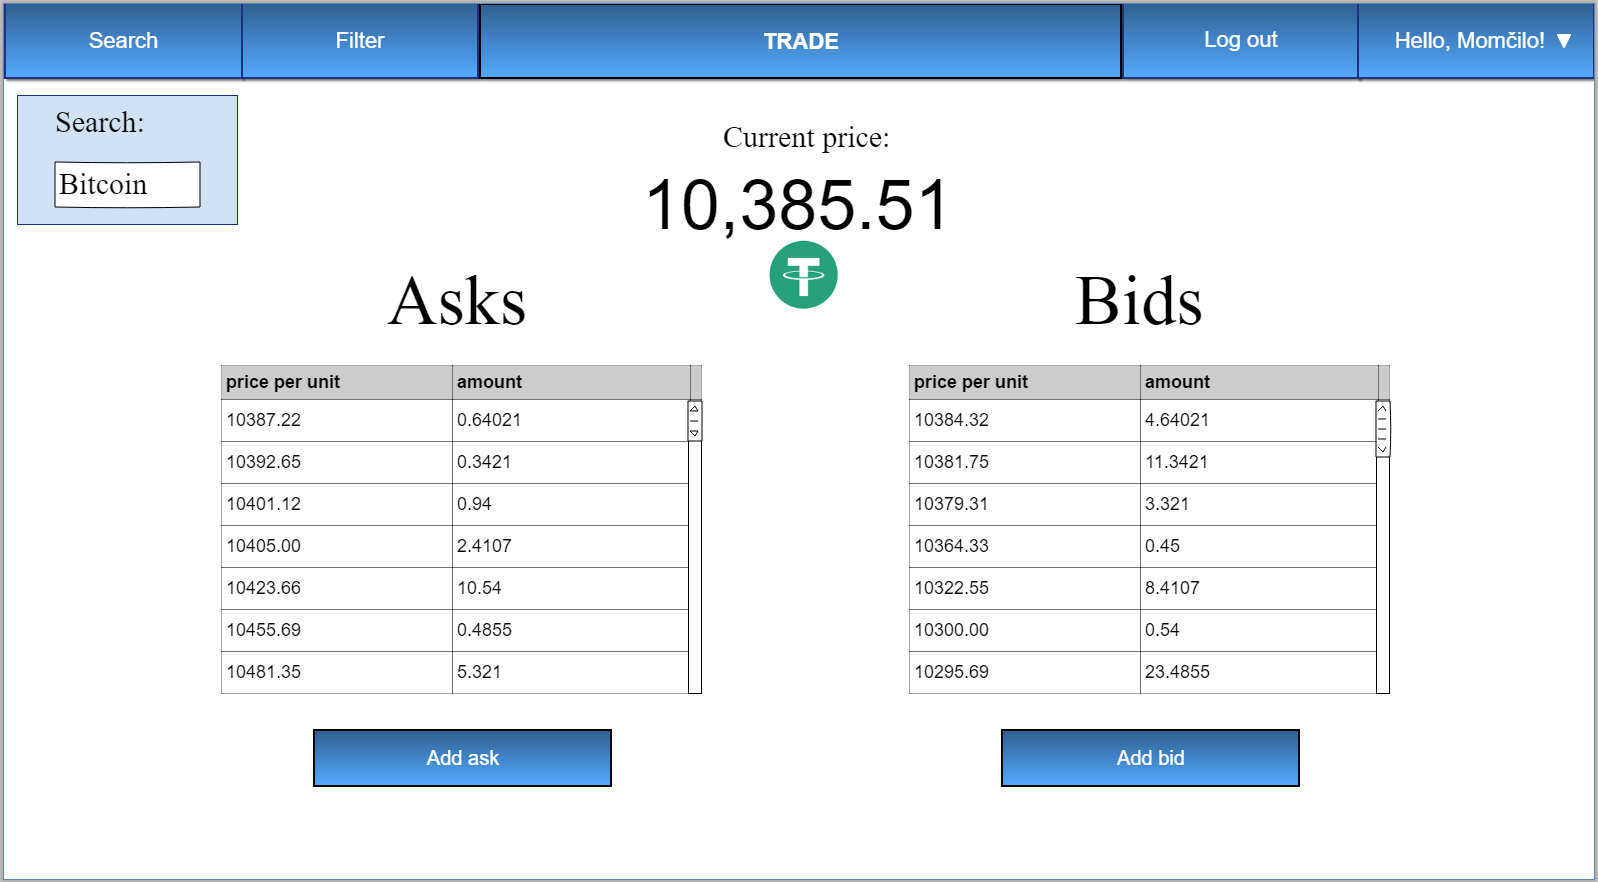 Search Filter TRADE Log out Hello, Momčilo! ▼
Search:
Bitcoin
Current price:
10,385.51
Asks
price per unit amount
10387.22 0.64021
10392.65 0.3421
10401.12 0.94
10405.00 2.4107
10423.66 10.54
10455.69 0.4855
10481.35 5.321
Add ask
Bids
price per unit amount
10384.32 4.64021
10381.75 11.3421
10379.31 3.321
10364.33 0.45
10322.55 8.4107
10300.00 0.54
10295.69 23.4855
Add bid